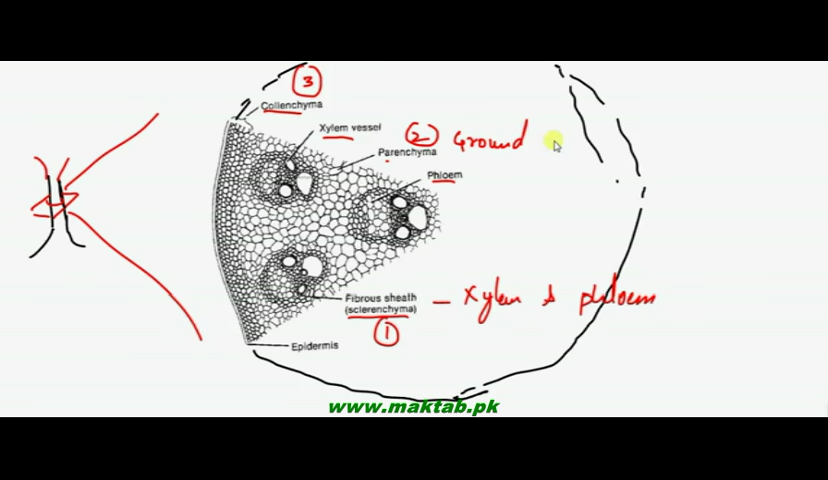 3
Collenchyma
Xylem vessel
2 Ground
Parenchyma
Phloem
Fibrous sheath
(sclerenchyma)
- Xylem & phloem
1
Epidermis
www.maktab.pk